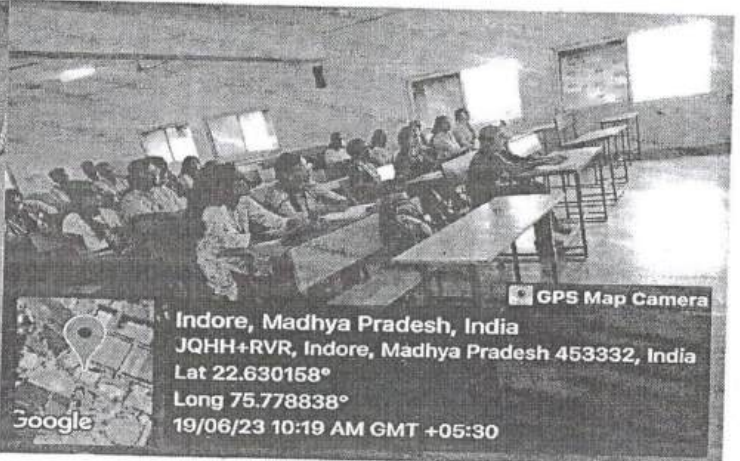 GPS Map Camera
Indore, Madhya Pradesh, India
JQHH+RVR, Indore, Madhya Pradesh 453332, India
Lat 22.630158°
Long 75.778838°
19/06/23 10:19 AM GMT +05:30
Google